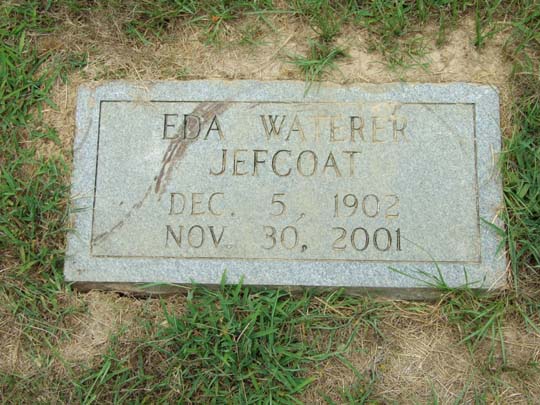 EDA WATERER
JEFCOAT
DEC. 5, 1902
NOV. 30, 2001